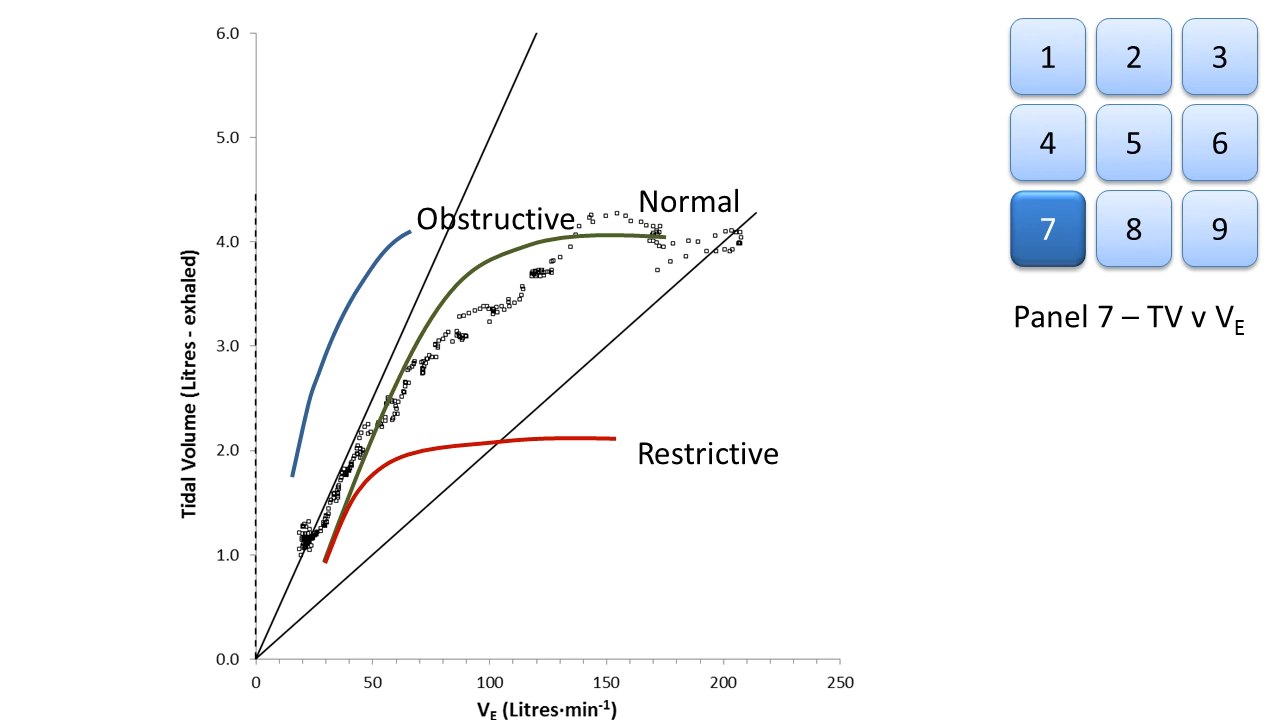 6.0
5.0
4.0
3.0
2.0
1.0
0.0
0 50 100 150 200 250
Tidal Volume (Litres - exhaled)
V_E (Litres·min⁻¹)
Obstructive
Normal
Restrictive
1 2 3
4 5 6
7 8 9
Panel 7 – TV v V_E